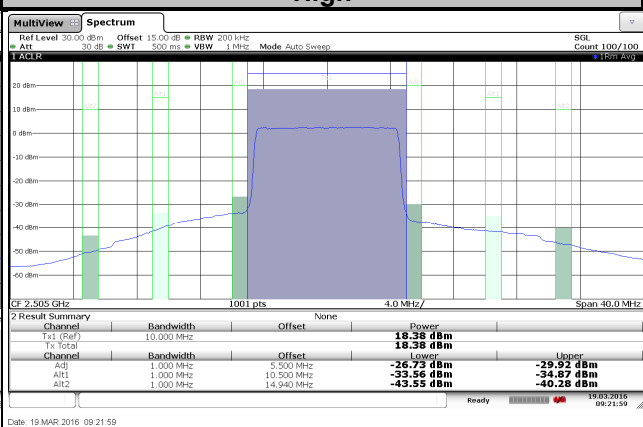 MultiView Spectrum
Ref Level 30.00 dBm Offset 15.00 dB RBW 200 kHz SGL
Att 30 dB SWT 500 ms VBW 1 MHz Mode Auto Sweep Count 100/100
1 ACLR 1Rm Avg
20 dBm
10 dBm
0 dBm
-10 dBm
-20 dBm
-30 dBm
-40 dBm
-50 dBm
-60 dBm
Adj Adj
Alt1 Alt1
Alt2 Alt2
CF 2.505 GHz 1001 pts 4.0 MHz/ Span 40.0 MHz
2 Result Summary None
Channel Bandwidth Offset Power
Tx1 (Ref) 10.000 MHz 18.38 dBm
Tx Total 18.38 dBm
Channel Bandwidth Offset Lower Upper
Adj 1.000 MHz 5.500 MHz -26.73 dBm -29.92 dBm
Alt1 1.000 MHz 10.500 MHz -33.56 dBm -34.87 dBm
Alt2 1.000 MHz 14.940 MHz -43.55 dBm -40.28 dBm
Ready 19.03.2016
09:21:59
Date: 19.MAR.2016 09:21:59